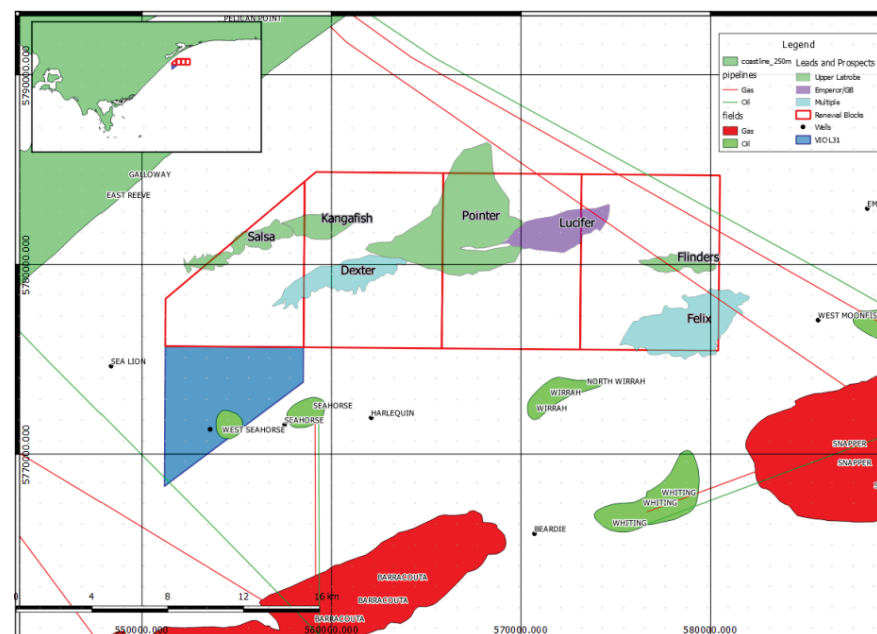 PELICAN POINT
Legend
coastline_250m
pipelines
Gas
Oil
fields
Gas
Oil
Leads and Prospects
Upper Latrobe
Emperor/GB
Multiple
Renewal Blocks
Wells
VIC-L31
5790000.000
GALLOWAY
EAST REEVE
Kangafish
Pointer
Lucifer
Salsa
Dexter
Flinders
5780000.000
Felix
WEST MOONFIS
SEA LION
NORTH WIRRAH
WIRRAH
WIRRAH
SEAHORSE
SEAHORSE
HARLEQUIN
WEST SEAHORSE
SNAPPER
SNAPPER
5770000.000
WHITING
WHITING
WHITING
BEARDIE
BARRACOUTA
BARRACOUTA
BARRACOUTA
0 4 8 12 16 km
550000.000 560000.000 570000.000 580000.000